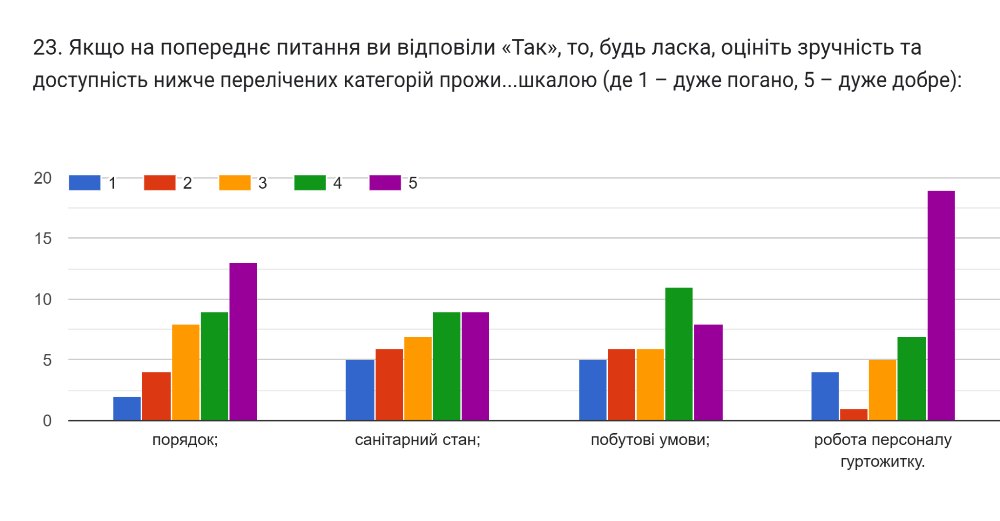 23. Якщо на попереднє питання ви відповіли «Так», то, будь ласка, оцініть зручність та
доступність нижче перелічених категорій прожи...шкалою (де 1 – дуже погано, 5 – дуже добре):
20
1
2
3
4
5
15
10
5
0
порядок;
санітарний стан;
побутові умови;
робота персоналу
гуртожитку.